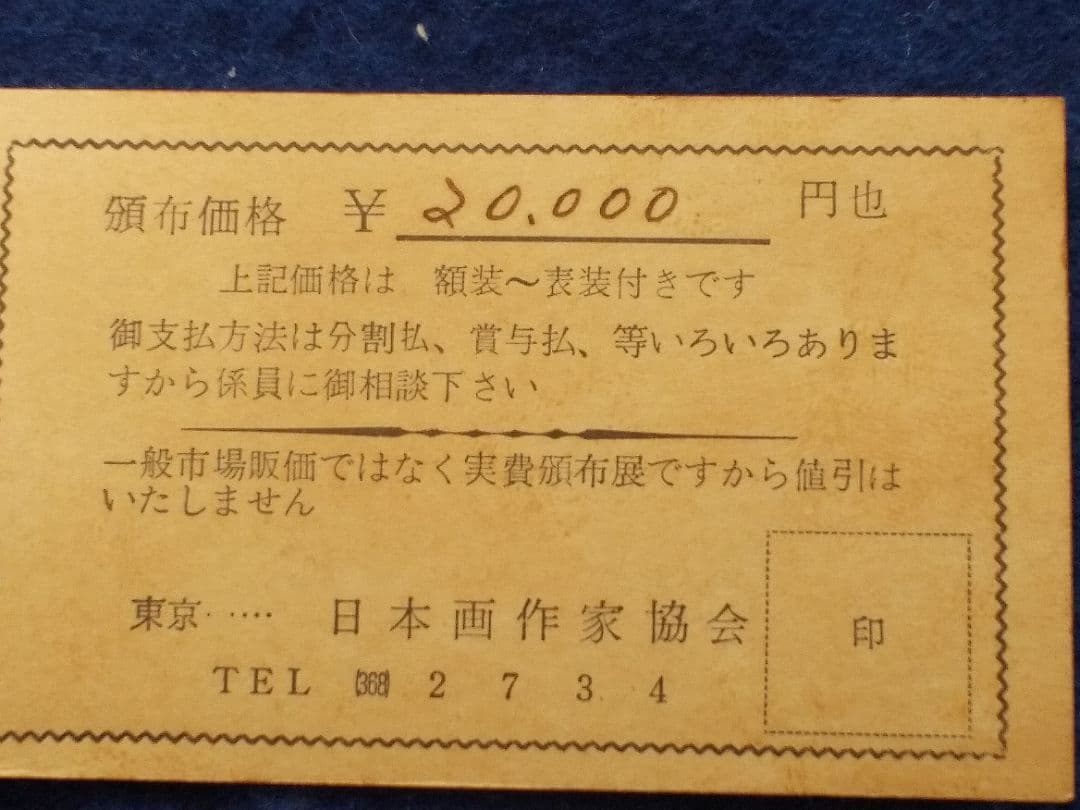 頒布価格 ¥ 20.000 円也
上記価格は 額装〜表装付きです
御支払方法は分割払、賞与払、等いろいろありま
すから係員に御相談下さい
一般市場販価ではなく実費頒布展ですから値引は
いたしません
東京‥‥‥ 日本画作家協会
TEL (368) 2734
印